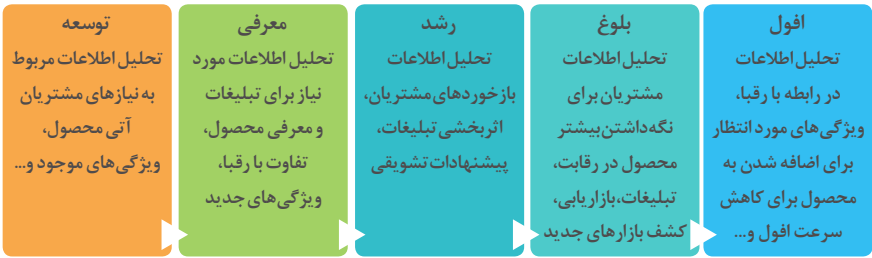 توسعه
تحلیل اطلاعات مربوط
به نیازهای مشتریان
آتی محصول،
ویژگی‌های موجود و...
معرفی
تحلیل اطلاعات مورد
نیاز برای تبلیغات
و معرفی محصول،
تفاوت با رقبا،
ویژگی‌های جدید
رشد
تحلیل اطلاعات
بازخوردهای مشتریان،
اثربخشی تبلیغات،
پیشنهادات تشویقی
بلوغ
تحلیل اطلاعات
مشتریان برای
نگه‌داشتن بیشتر
محصول در رقابت،
تبلیغات، بازاریابی،
کشف بازارهای جدید
افول
تحلیل اطلاعات
در رابطه با رقبا،
ویژگی‌های مورد انتظار
برای اضافه شدن به
محصول برای کاهش
سرعت افول و...